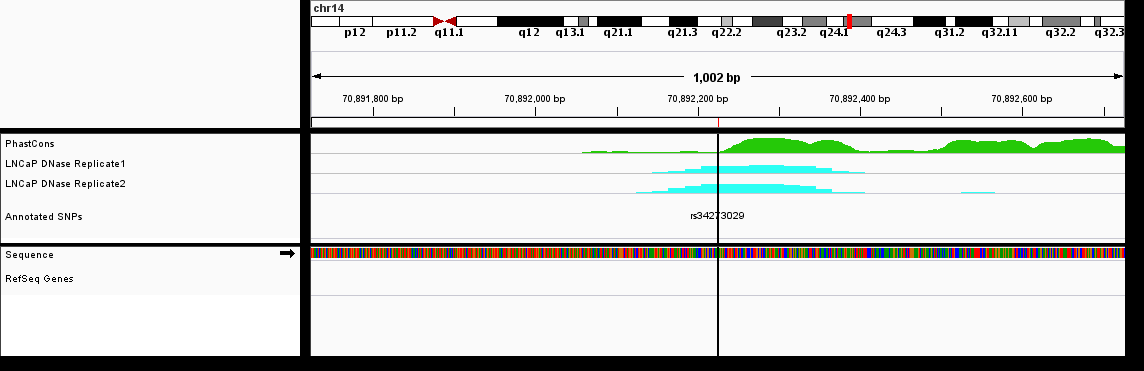 chr14
p12 p11.2 q11.1 q12 q13.1 q21.1 q21.3 q22.2 q23.2 q24.1 q24.3 q31.2 q32.11 q32.2 q32.3
1,002 bp
70,891,800 bp 70,892,000 bp 70,892,200 bp 70,892,400 bp 70,892,600 bp
PhastCons
LNCaP DNase Replicate1
LNCaP DNase Replicate2
Annotated SNPs
rs34273029
Sequence
RefSeq Genes